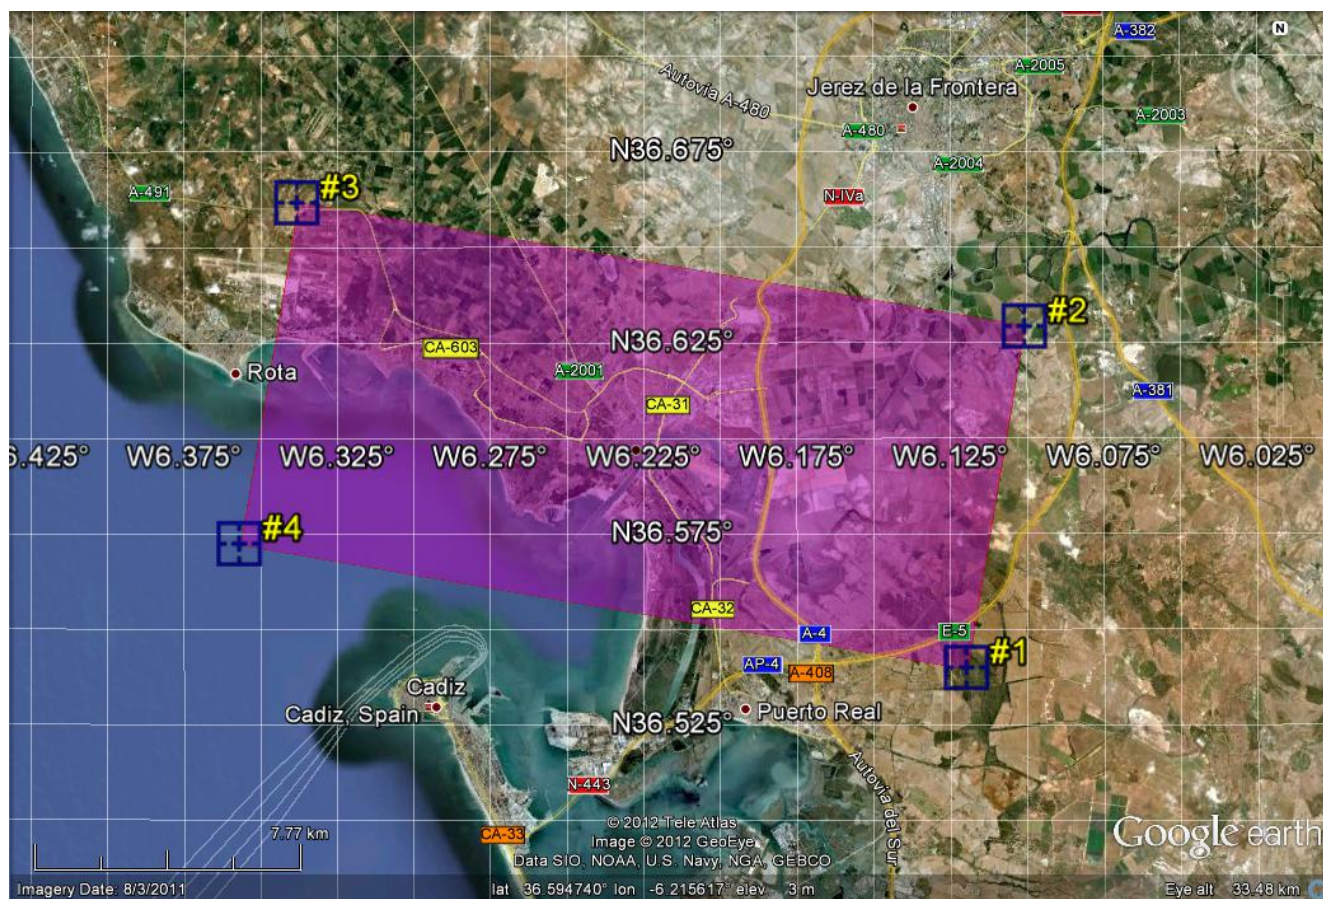 N
A-382
A-2005
Autovía A-480
Jerez de la Frontera
A-2003
A-480
N36.675°
A-2004
#3
A-491
N-IVa
#2
N36.625°
CA-603
Rota
A-2001
A-381
CA-31
6.425° W6.375° W6.325° W6.275° W6.225° W6.175° W6.125° W6.075° W6.025°
#4
N36.575°
CA-32
A-4
E-5
#1
AP-4
A-408
Cadiz
Cadiz, Spain
Puerto Real
N36.525°
Autovia del Sur
N-443
© 2012 Tele Atlas
7.77 km
CA-33
Image © 2012 GeoEye
Google earth
Data SIO, NOAA, U.S. Navy, NGA, GEBCO
Imagery Date: 8/3/2011
lat 36.594740° lon -6.215617° elev 3 m
Eye alt 33.48 km